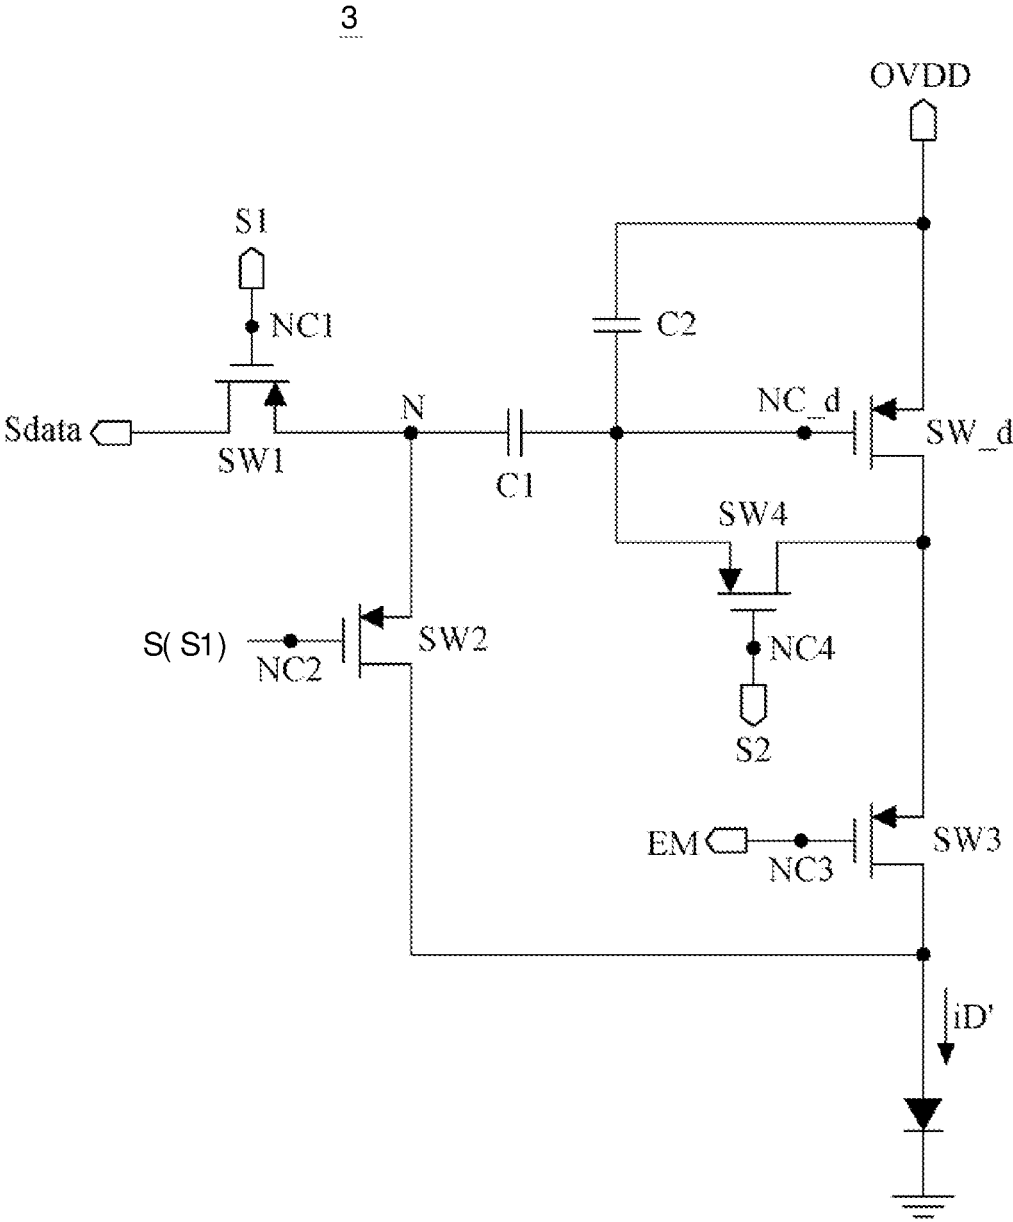 3
OVDD
S1
NC1
C2
Sdata
SW1
N
C1
NC_d
SW_d
SW4
S( S1)
NC2
SW2
NC4
S2
EM
NC3
SW3
iD'